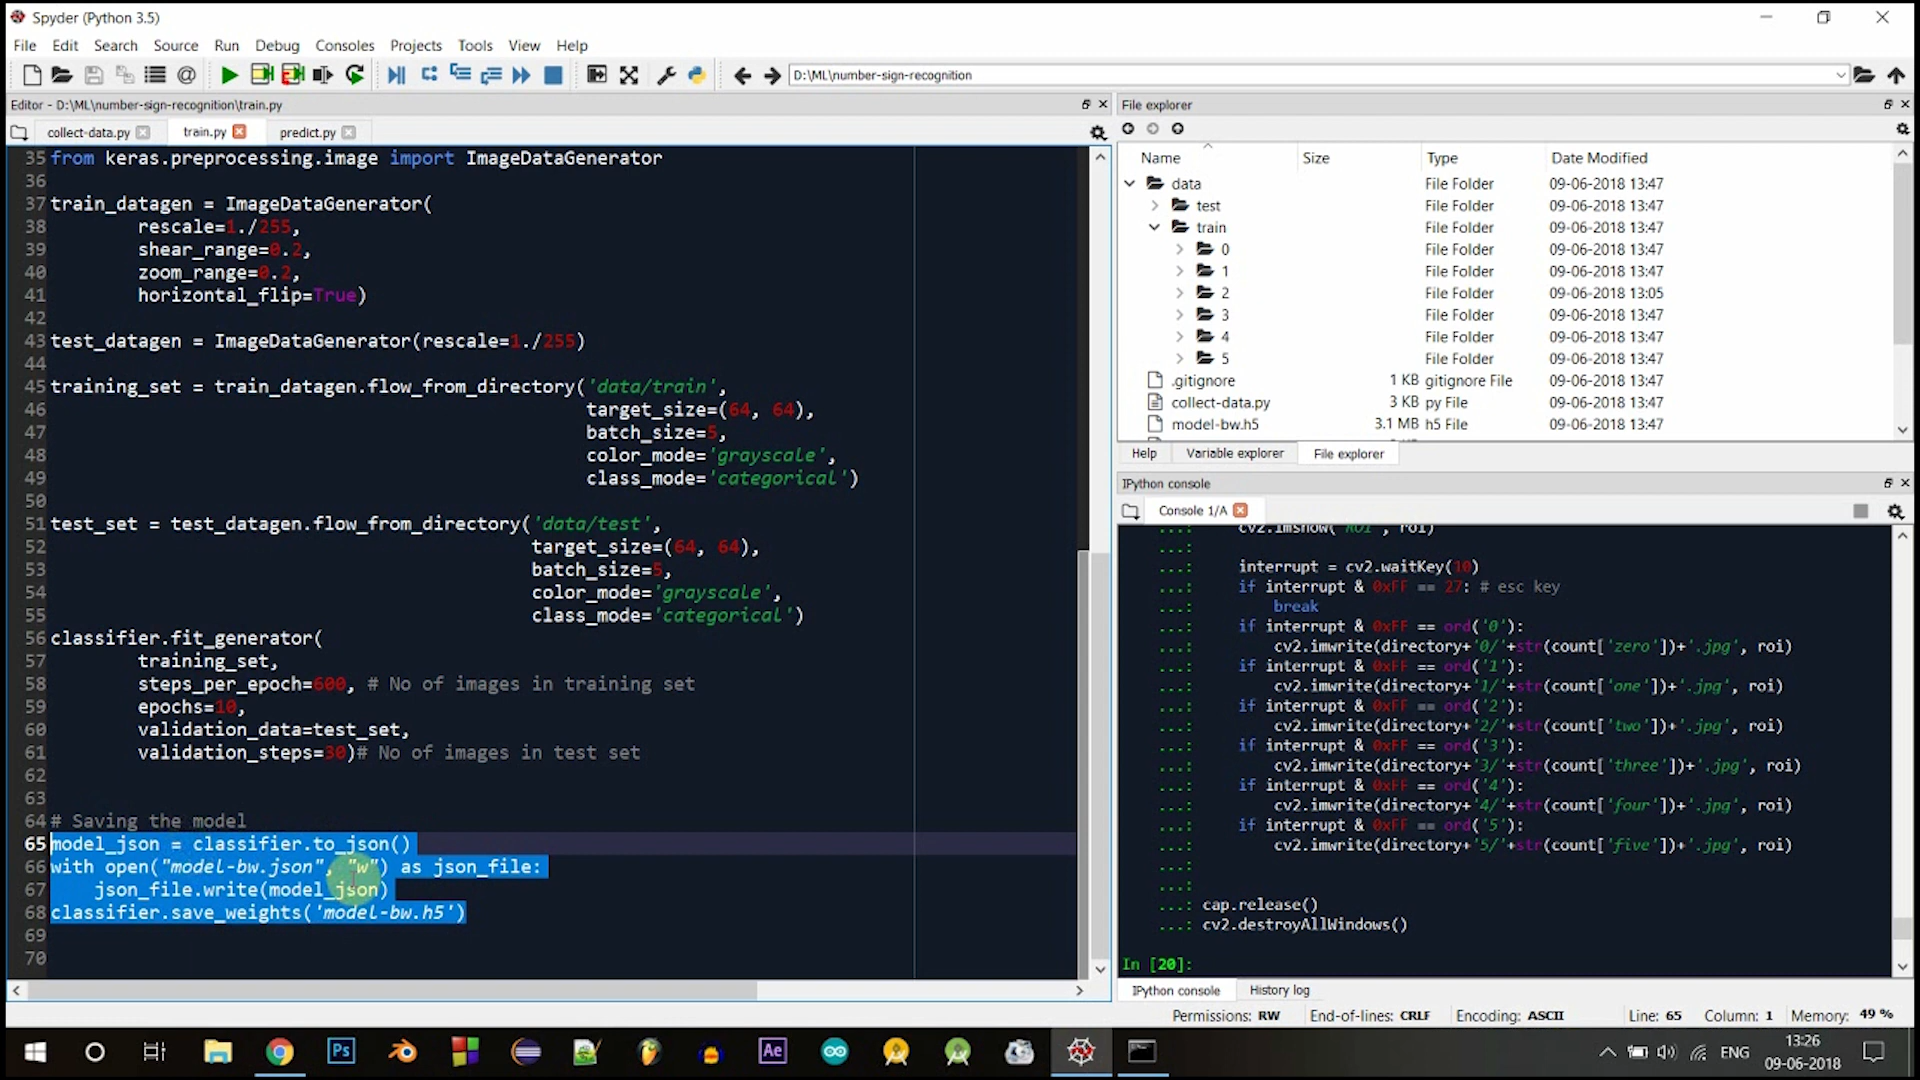 Spyder (Python 3.5)
File Edit Search Source Run Debug Consoles Projects Tools View Help
D:\ML\number-sign-recognition
Editor - D:\ML\number-sign-recognition\train.py
collect-data.py train.py predict.py
35 from keras.preprocessing.image import ImageDataGenerator
36
37 train_datagen = ImageDataGenerator(
38 rescale=1./255,
39 shear_range=0.2,
40 zoom_range=0.2,
41 horizontal_flip=True)
42
43 test_datagen = ImageDataGenerator(rescale=1./255)
44
45 training_set = train_datagen.flow_from_directory('data/train',
46 target_size=(64, 64),
47 batch_size=5,
48 color_mode='grayscale',
49 class_mode='categorical')
50
51 test_set = test_datagen.flow_from_directory('data/test',
52 target_size=(64, 64),
53 batch_size=5,
54 color_mode='grayscale',
55 class_mode='categorical')
56 classifier.fit_generator(
57 training_set,
58 steps_per_epoch=600, # No of images in training set
59 epochs=10,
60 validation_data=test_set,
61 validation_steps=30)# No of images in test set
62
63
64 # Saving the model
65 model_json = classifier.to_json()
66 with open("model-bw.json", "w") as json_file:
67 json_file.write(model_json)
68 classifier.save_weights('model-bw.h5')
69
70
File explorer
Name Size Type Date Modified
data File Folder 09-06-2018 13:47
test File Folder 09-06-2018 13:47
train File Folder 09-06-2018 13:47
0 File Folder 09-06-2018 13:47
1 File Folder 09-06-2018 13:47
2 File Folder 09-06-2018 13:05
3 File Folder 09-06-2018 13:47
4 File Folder 09-06-2018 13:47
5 File Folder 09-06-2018 13:47
.gitignore 1 KB gitignore File 09-06-2018 13:47
collect-data.py 3 KB py File 09-06-2018 13:47
model-bw.h5 3.1 MB h5 File 09-06-2018 13:47
Help Variable explorer File explorer
IPython console
Console 1/A
...: cv2.imshow("ROI", roi)
...:
...: interrupt = cv2.waitKey(10)
...: if interrupt & 0xFF == 27: # esc key
...: break
...: if interrupt & 0xFF == ord('0'):
...: cv2.imwrite(directory+'0/'+str(count['zero'])+'.jpg', roi)
...: if interrupt & 0xFF == ord('1'):
...: cv2.imwrite(directory+'1/'+str(count['one'])+'.jpg', roi)
...: if interrupt & 0xFF == ord('2'):
...: cv2.imwrite(directory+'2/'+str(count['two'])+'.jpg', roi)
...: if interrupt & 0xFF == ord('3'):
...: cv2.imwrite(directory+'3/'+str(count['three'])+'.jpg', roi)
...: if interrupt & 0xFF == ord('4'):
...: cv2.imwrite(directory+'4/'+str(count['four'])+'.jpg', roi)
...: if interrupt & 0xFF == ord('5'):
...: cv2.imwrite(directory+'5/'+str(count['five'])+'.jpg', roi)
...:
...:
...: cap.release()
...: cv2.destroyAllWindows()
In [20]:
IPython console History log
Permissions: RW End-of-lines: CRLF Encoding: ASCII Line: 65 Column: 1 Memory: 49 %
Ps Ae ENG 13:26
09-06-2018